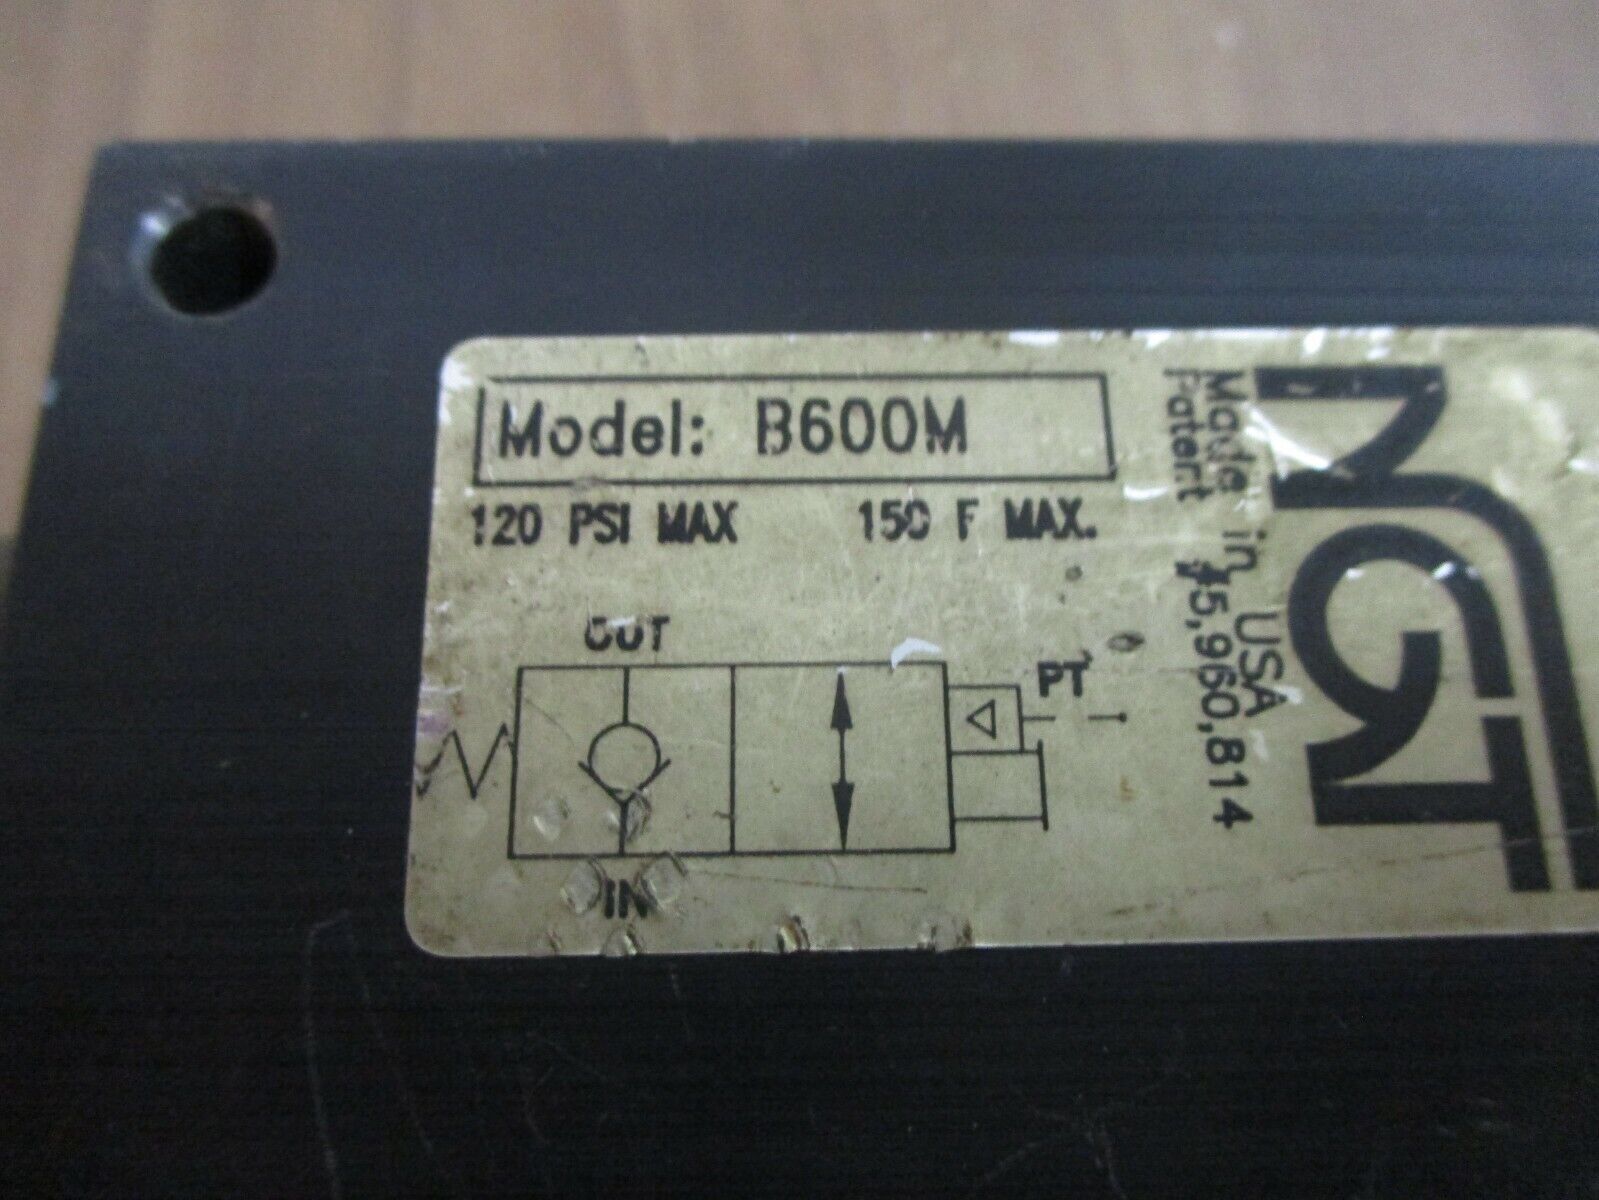 Model: B600M
120 PSI MAX 150 F MAX.
OUT
PT
IN
Made in USA
Patent #5,960,814